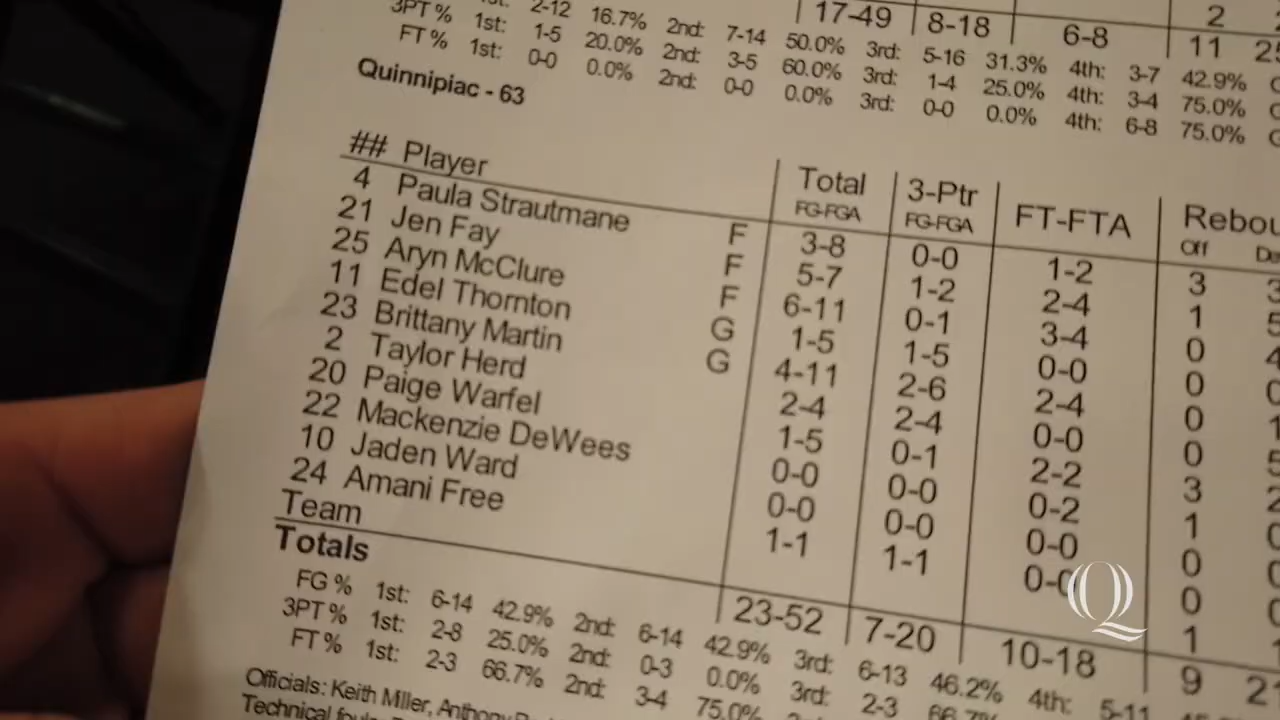 17-49 8-18 6-8 2
1st: 2-12 16.7% 2nd: 7-14 50.0% 3rd: 5-16 31.3% 4th: 3-7 42.9% 11
3PT % 1st: 1-5 20.0% 2nd: 3-5 60.0% 3rd: 1-4 25.0% 4th: 3-4 75.0%
FT % 1st: 0-0 0.0% 2nd: 0-0 0.0% 3rd: 0-0 0.0% 4th: 6-8 75.0%
Quinnipiac - 63
Total 3-Ptr Rebou
## Player FG-FGA FG-FGA FT-FTA Off De
4 Paula Strautmane F 3-8 0-0 1-2 3 3
21 Jen Fay F 5-7 1-2 2-4 1 5
25 Aryn McClure F 6-11 0-1 3-4 0 4
11 Edel Thornton G 1-5 1-5 0-0 0 0
23 Brittany Martin G 4-11 2-6 2-4 0 1
2 Taylor Herd 2-4 2-4 0-0 0 5
20 Paige Warfel 1-5 0-1 2-2 3 2
22 Mackenzie DeWees 0-0 0-0 0-2 1
10 Jaden Ward 0-0 0-0 0-0 0
24 Amani Free 1-1 1-1 0-0 0
Team 1
Totals 23-52 7-20 10-18 9
FG % 1st: 6-14 42.9% 2nd: 6-14 42.9% 3rd: 6-13 46.2% 4th: 5-11
3PT % 1st: 2-8 25.0% 2nd: 0-3 0.0% 3rd: 2-3 66.7%
FT % 1st: 2-3 66.7% 2nd: 3-4 75.0%
Officials: Keith Miller, Anthony
Technical fouls:
Q